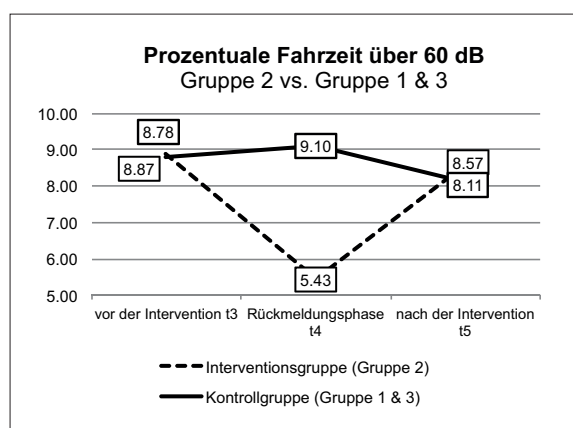 Prozentuale Fahrzeit über 60 dB
Gruppe 2 vs. Gruppe 1 & 3
10.00
9.00
8.00
7.00
6.00
5.00
8.78
8.87
9.10
5.43
8.57
8.11
vor der Intervention t3
Rückmeldungsphase
t4
nach der Intervention
t5
Interventionsgruppe (Gruppe 2)
Kontrollgruppe (Gruppe 1 & 3)